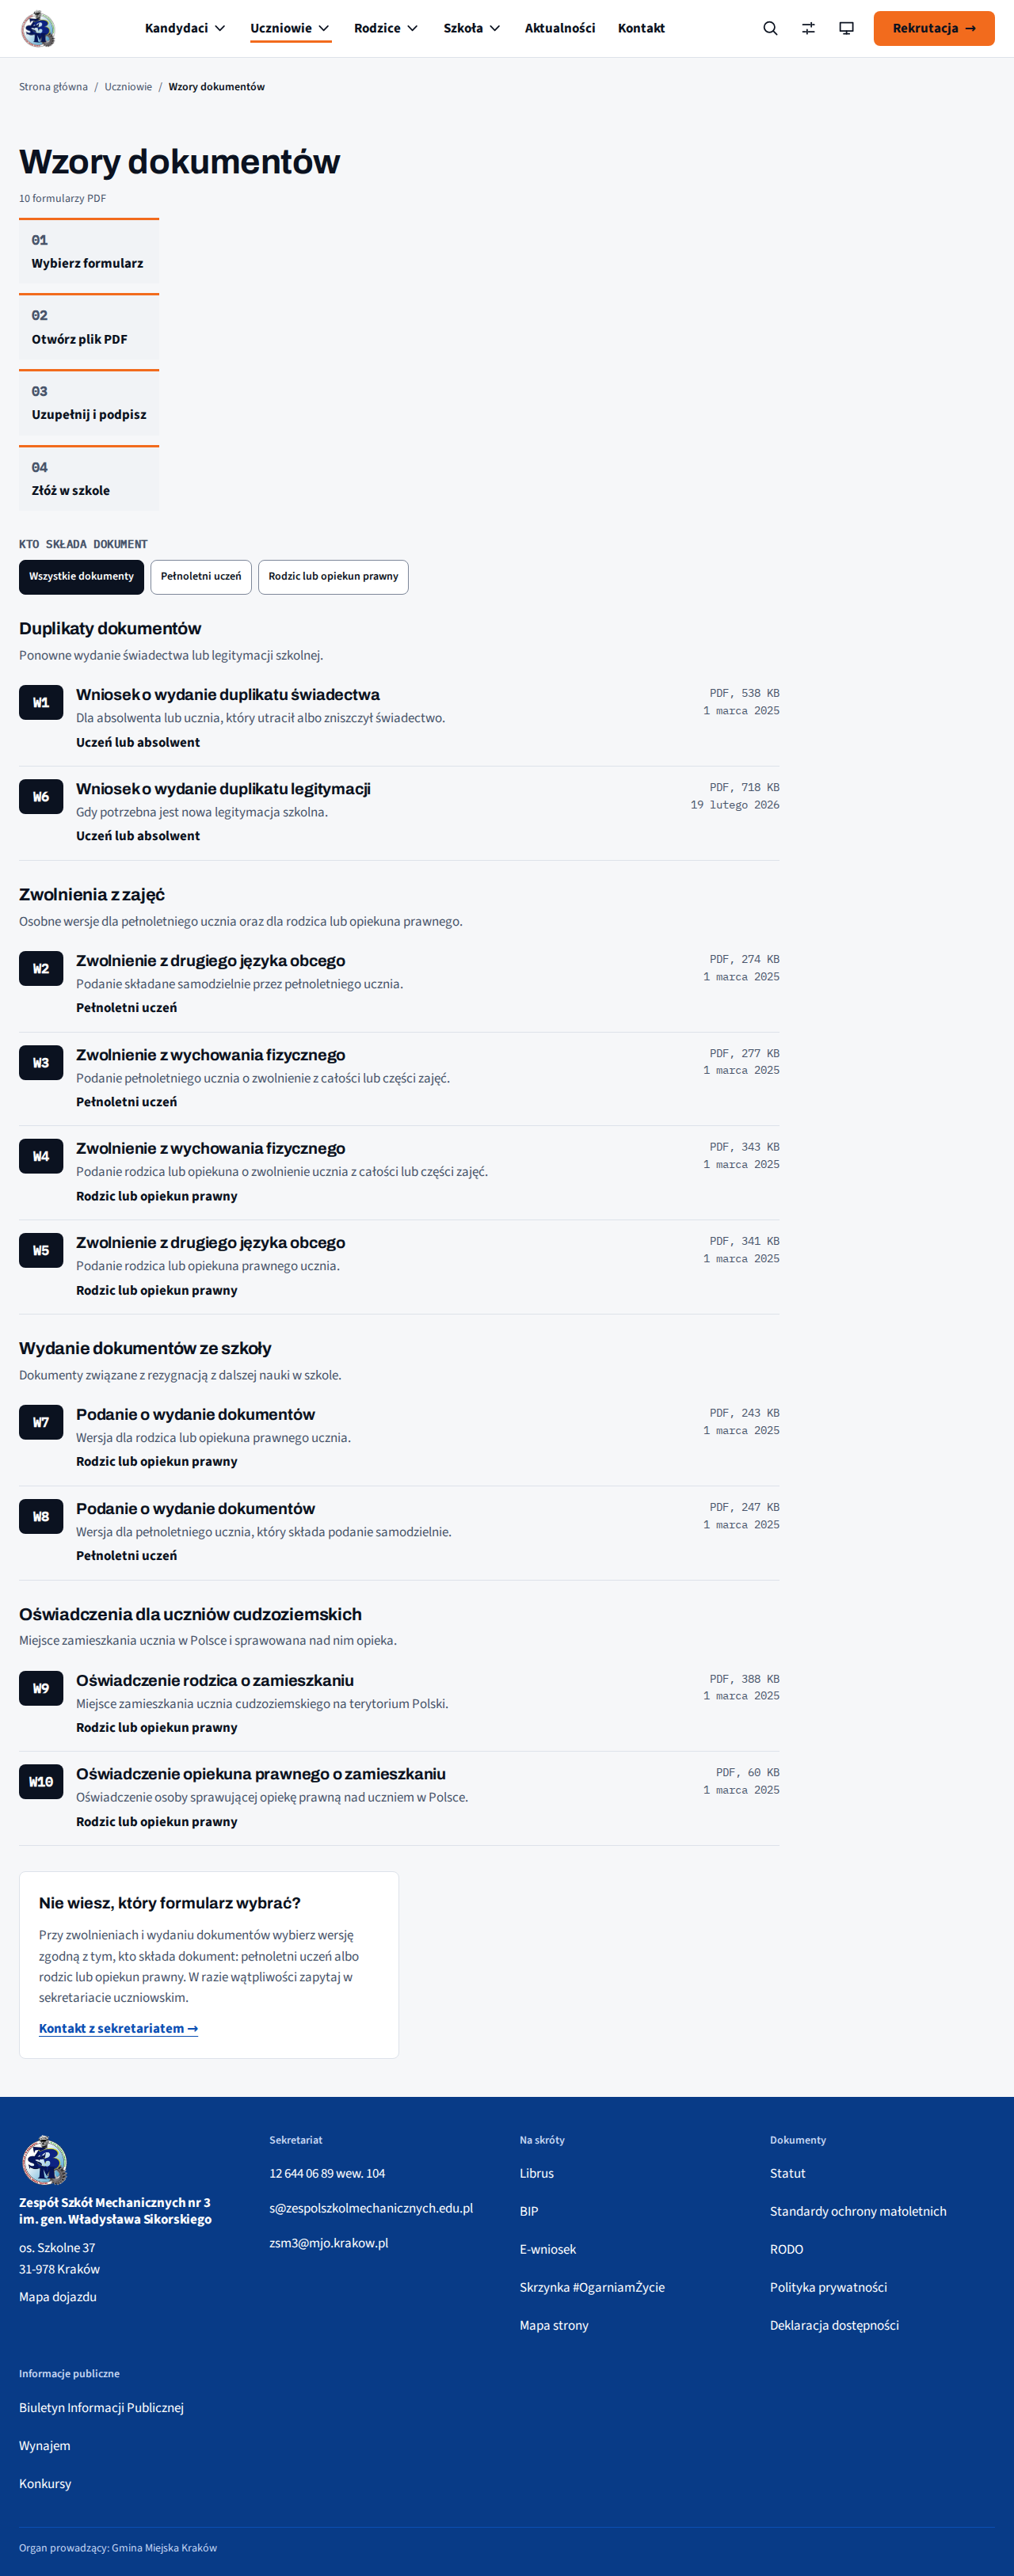 Kandydaci
Uczniowie
Rodzice
Szkoła
Aktualności
Kontakt
Rekrutacja →
Strona główna / Uczniowie / Wzory dokumentów
Wzory dokumentów
10 formularzy PDF
01
Wybierz formularz
02
Otwórz plik PDF
03
Uzupełnij i podpisz
04
Złóż w szkole
KTO SKŁADA DOKUMENT
Wszystkie dokumenty
Pełnoletni uczeń
Rodzic lub opiekun prawny
Duplikaty dokumentów
Ponowne wydanie świadectwa lub legitymacji szkolnej.
W1
Wniosek o wydanie duplikatu świadectwa
Dla absolwenta lub ucznia, który utracił albo zniszczył świadectwo.
Uczeń lub absolwent
PDF, 538 KB
1 marca 2025
W6
Wniosek o wydanie duplikatu legitymacji
Gdy potrzebna jest nowa legitymacja szkolna.
Uczeń lub absolwent
PDF, 718 KB
19 lutego 2026
Zwolnienia z zajęć
Osobne wersje dla pełnoletniego ucznia oraz dla rodzica lub opiekuna prawnego.
W2
Zwolnienie z drugiego języka obcego
Podanie składane samodzielnie przez pełnoletniego ucznia.
Pełnoletni uczeń
PDF, 274 KB
1 marca 2025
W3
Zwolnienie z wychowania fizycznego
Podanie pełnoletniego ucznia o zwolnienie z całości lub części zajęć.
Pełnoletni uczeń
PDF, 277 KB
1 marca 2025
W4
Zwolnienie z wychowania fizycznego
Podanie rodzica lub opiekuna o zwolnienie ucznia z całości lub części zajęć.
Rodzic lub opiekun prawny
PDF, 343 KB
1 marca 2025
W5
Zwolnienie z drugiego języka obcego
Podanie rodzica lub opiekuna prawnego ucznia.
Rodzic lub opiekun prawny
PDF, 341 KB
1 marca 2025
Wydanie dokumentów ze szkoły
Dokumenty związane z rezygnacją z dalszej nauki w szkole.
W7
Podanie o wydanie dokumentów
Wersja dla rodzica lub opiekuna prawnego ucznia.
Rodzic lub opiekun prawny
PDF, 243 KB
1 marca 2025
W8
Podanie o wydanie dokumentów
Wersja dla pełnoletniego ucznia, który składa podanie samodzielnie.
Pełnoletni uczeń
PDF, 247 KB
1 marca 2025
Oświadczenia dla uczniów cudzoziemskich
Miejsce zamieszkania ucznia w Polsce i sprawowana nad nim opieka.
W9
Oświadczenie rodzica o zamieszkaniu
Miejsce zamieszkania ucznia cudzoziemskiego na terytorium Polski.
Rodzic lub opiekun prawny
PDF, 388 KB
1 marca 2025
W10
Oświadczenie opiekuna prawnego o zamieszkaniu
Oświadczenie osoby sprawującej opiekę prawną nad uczniem w Polsce.
Rodzic lub opiekun prawny
PDF, 60 KB
1 marca 2025
Nie wiesz, który formularz wybrać?
Przy zwolnieniach i wydaniu dokumentów wybierz wersję
zgodną z tym, kto składa dokument: pełnoletni uczeń albo
rodzic lub opiekun prawny. W razie wątpliwości zapytaj w
sekretariacie uczniowskim.
Kontakt z sekretariatem →
Zespół Szkół Mechanicznych nr 3
im. gen. Władysława Sikorskiego
os. Szkolne 37
31-978 Kraków
Mapa dojazdu
Sekretariat
12 644 06 89 wew. 104
s@zespolszkolmechanicznych.edu.pl
zsm3@mjo.krakow.pl
Na skróty
Librus
BIP
E-wniosek
Skrzynka #OgarniamŻycie
Mapa strony
Dokumenty
Statut
Standardy ochrony małoletnich
RODO
Polityka prywatności
Deklaracja dostępności
Informacje publiczne
Biuletyn Informacji Publicznej
Wynajem
Konkursy
Organ prowadzący: Gmina Miejska Kraków